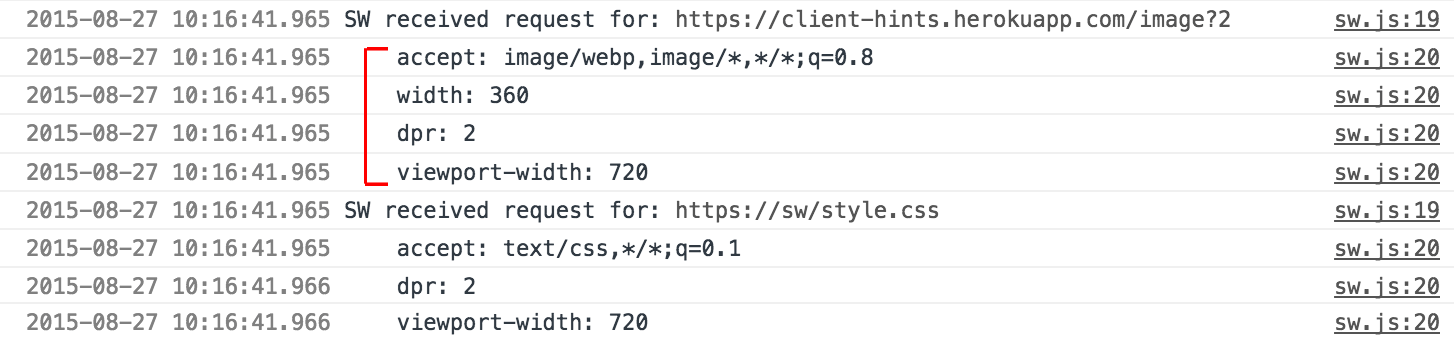 2015-08-27 10:16:41.965 SW received request for: https://client-hints.herokuapp.com/image?2 sw.js:19
2015-08-27 10:16:41.965 accept: image/webp,image/*,*/*;q=0.8 sw.js:20
2015-08-27 10:16:41.965 width: 360 sw.js:20
2015-08-27 10:16:41.965 dpr: 2 sw.js:20
2015-08-27 10:16:41.965 viewport-width: 720 sw.js:20
2015-08-27 10:16:41.965 SW received request for: https://sw/style.css sw.js:19
2015-08-27 10:16:41.965 accept: text/css,*/*;q=0.1 sw.js:20
2015-08-27 10:16:41.966 dpr: 2 sw.js:20
2015-08-27 10:16:41.966 viewport-width: 720 sw.js:20